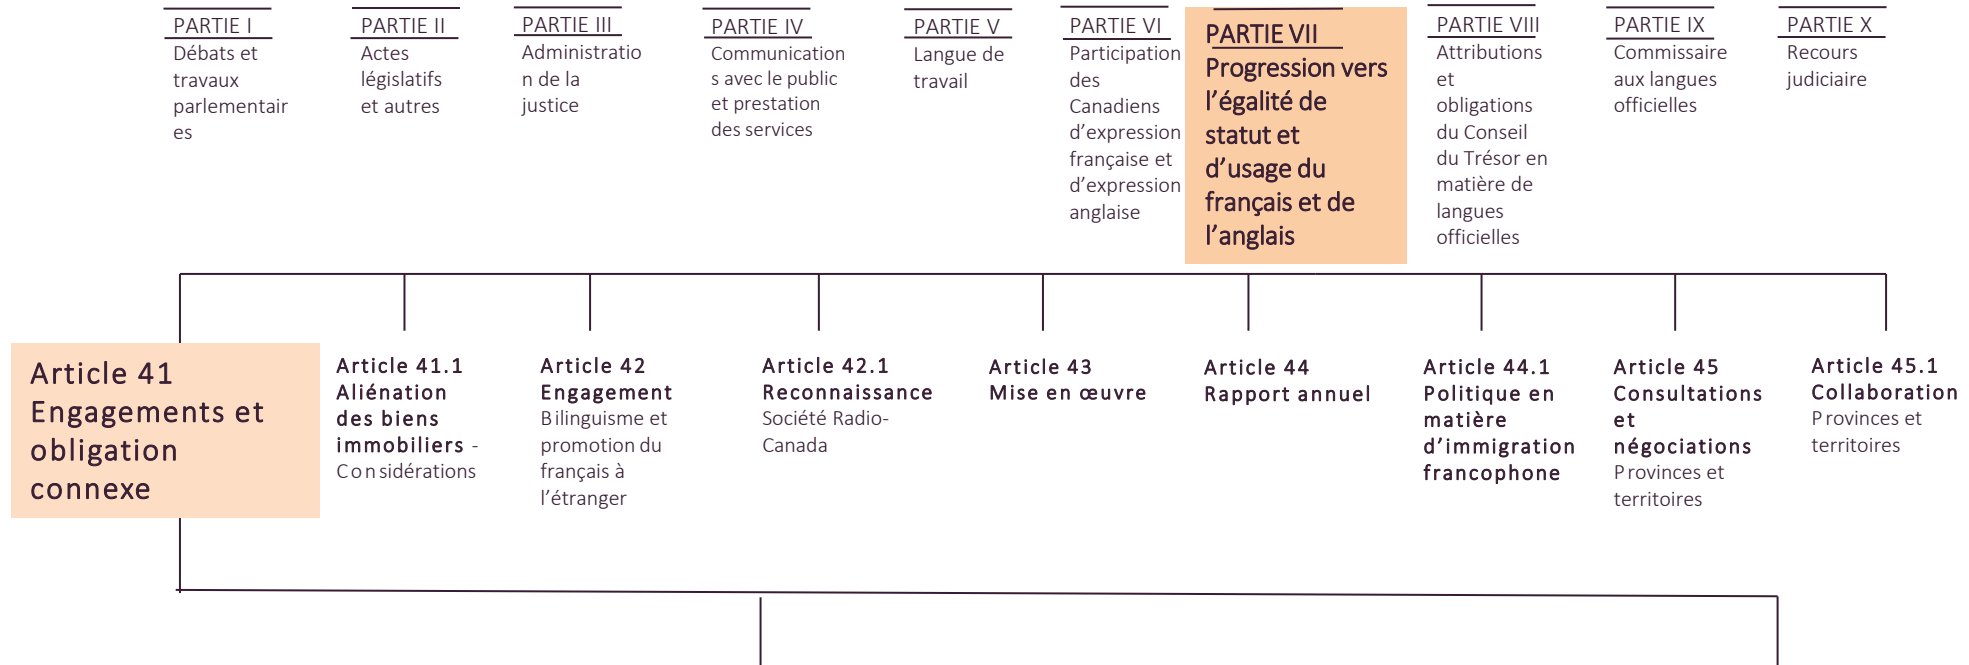 PARTIE I
Débats et
travaux
parlementair
es
PARTIE II
Actes
législatifs
et autres
PARTIE III
Administratio
n de la
justice
PARTIE IV
Communication
s avec le public
et prestation
des services
PARTIE V
Langue de
travail
PARTIE VI
Participation
des
Canadiens
d’expression
française et
d’expression
anglaise
PARTIE VII
Progression vers
l’égalité de
statut et
d’usage du
français et de
l’anglais
PARTIE VIII
Attributions
et
obligations
du Conseil
du Trésor en
matière de
langues
officielles
PARTIE IX
Commissaire
aux langues
officielles
PARTIE X
Recours
judiciaire
Article 41
Engagements et
obligation
connexe
Article 41.1
Aliénation
des biens
immobiliers -
Considérations
Article 42
Engagement
Bilinguisme et
promotion du
français à
l’étranger
Article 42.1
Reconnaissance
Société Radio-
Canada
Article 43
Mise en œuvre
Article 44
Rapport annuel
Article 44.1
Politique en
matière
d’immigration
francophone
Article 45
Consultations
et
négociations
Provinces et
territoires
Article 45.1
Collaboration
Provinces et
territoires